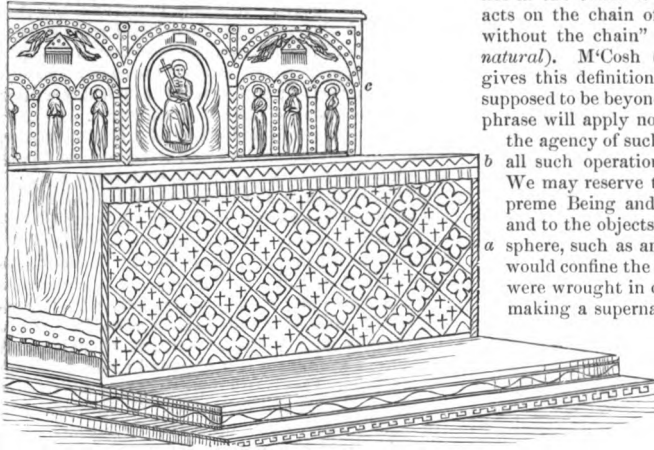 acts on the chain of
without the chain"
natural). M'Cosh
gives this definition
supposed to be beyon
phrase will apply no
the agency of such
b all such operation
We may reserve t
preme Being and
and to the objects
a sphere, such as an
would confine the
were wrought in
making a superna
c